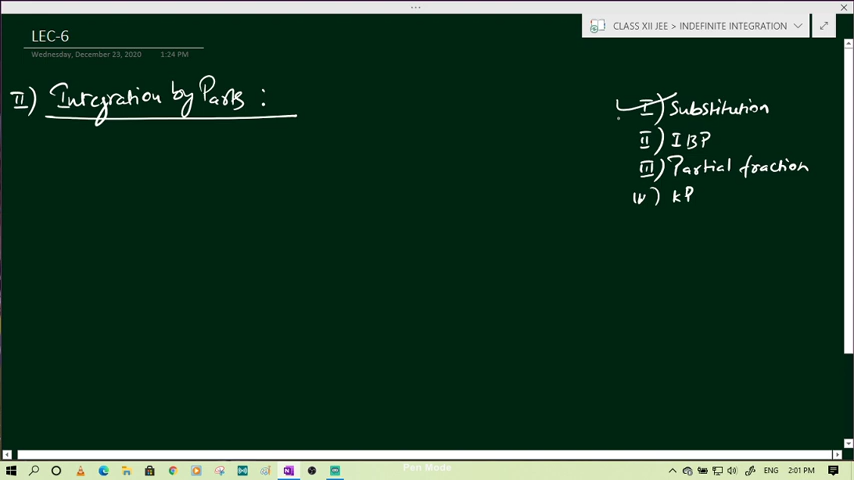 CLASS XII JEE > INDEFINITE INTEGRATION
LEC-6
Wednesday, December 23, 2020 1:24 PM
II) Integration by Parts :
I) Substitution
II) IBP
III) Partial fraction
IV) KP
Pen Mode
ENG 2:01 PM